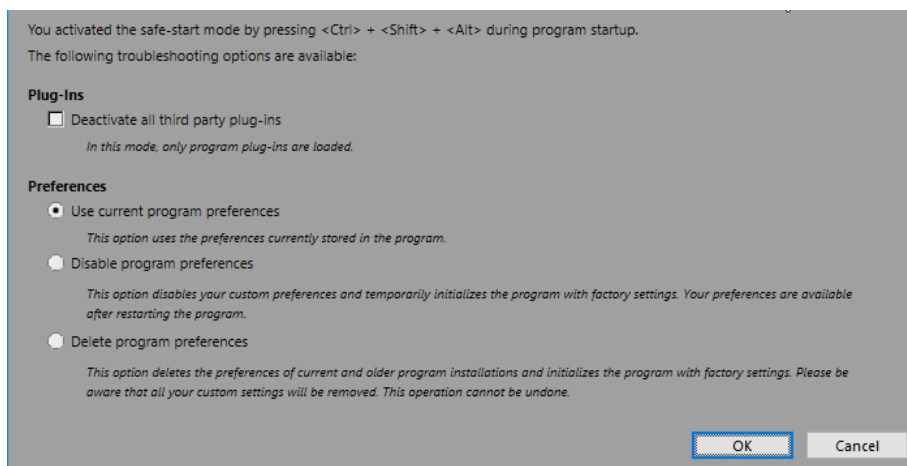 You activated the safe-start mode by pressing <Ctrl> + <Shift> + <Alt> during program startup.
The following troubleshooting options are available:
Plug-Ins
Deactivate all third party plug-ins
In this mode, only program plug-ins are loaded.
Preferences
Use current program preferences
This option uses the preferences currently stored in the program.
Disable program preferences
This option disables your custom preferences and temporarily initializes the program with factory settings. Your preferences are available
after restarting the program.
Delete program preferences
This option deletes the preferences of current and older program installations and initializes the program with factory settings. Please be
aware that all your custom settings will be removed. This operation cannot be undone.
OK Cancel